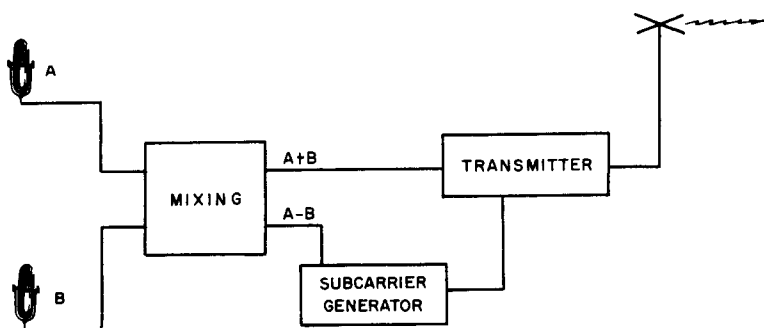 A
A+B
TRANSMITTER
MIXING
A-B
SUBCARRIER
GENERATOR
B